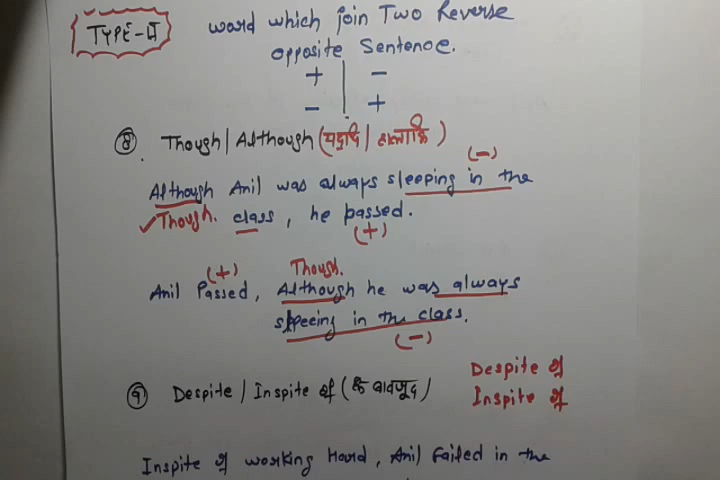 TYPE-II
word which join Two Reverse
opposite Sentence.
+ | -
- | +
④ Though / Although (यद्यपि / हालांकि)
(-)
Although Anil was always sleeping in the
✓Though. class, he passed.
(+)
(+) Though.
Anil Passed, Although he was always
sleeping in the class.
(-)
Despite of
⑤ Despite / Inspite of (के बावजूद)
Inspite of
Inspite of working Hard, Anil Failed in the